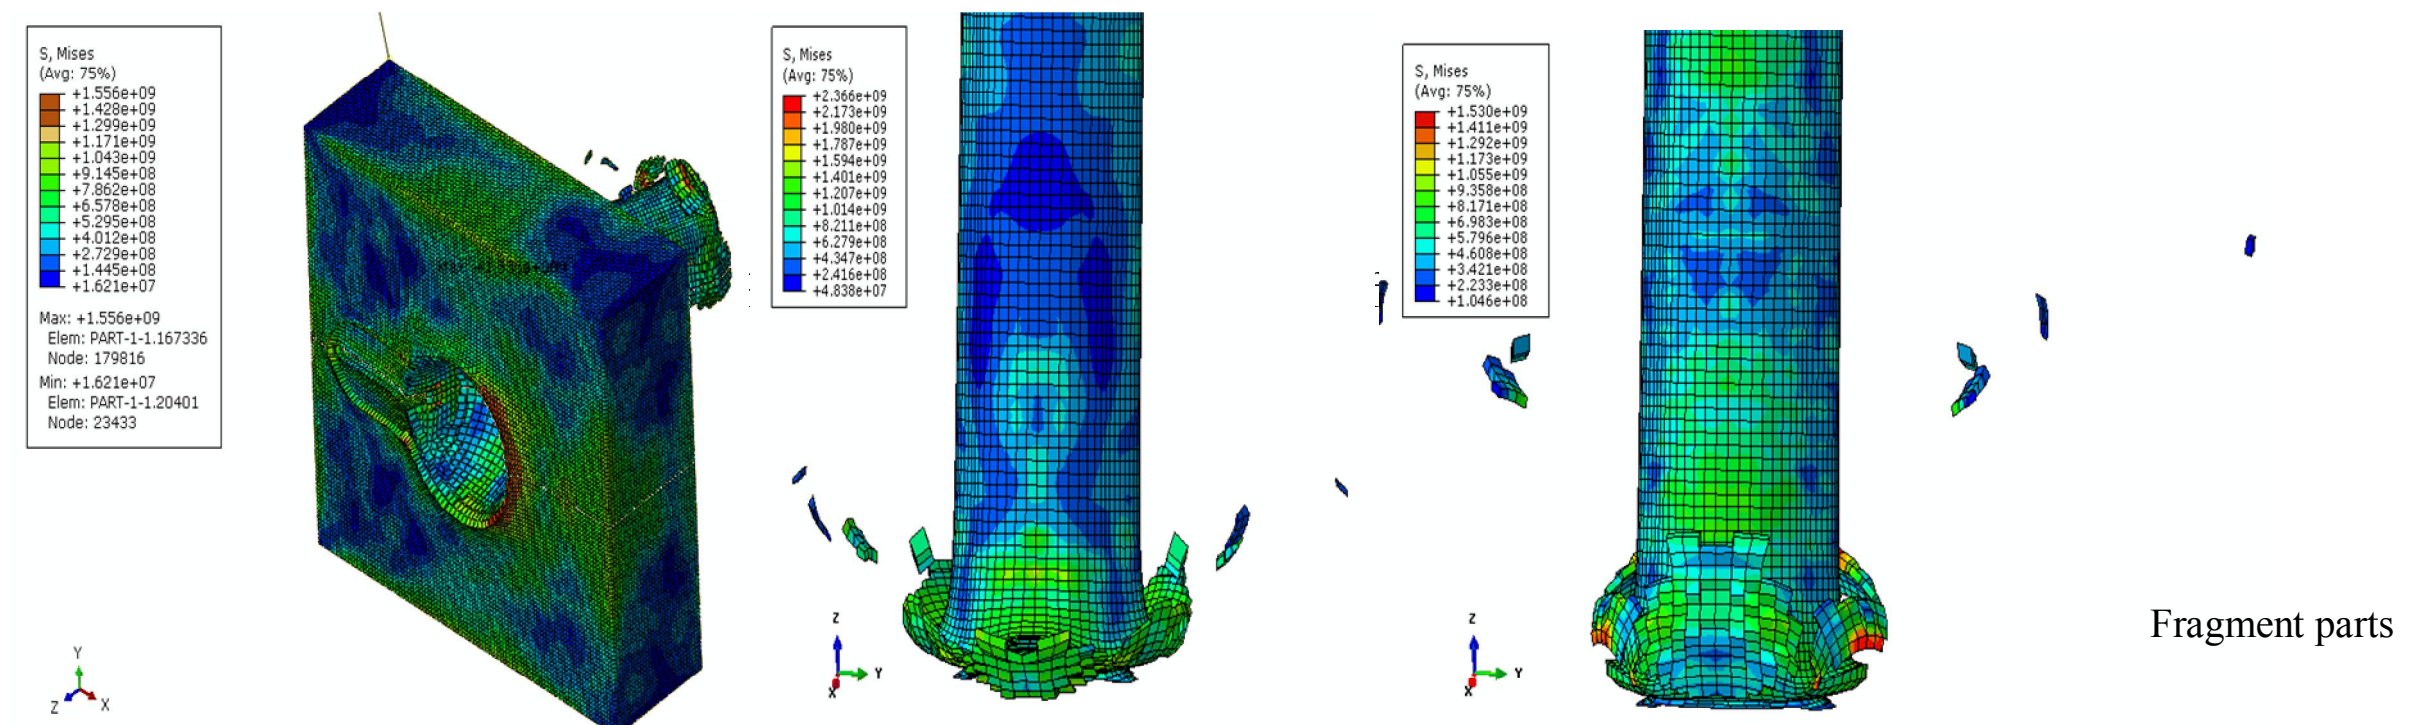 S, Mises
(Avg: 75%)
+1.556e+09
+1.428e+09
+1.299e+09
+1.171e+09
+1.043e+09
+9.145e+08
+7.862e+08
+6.578e+08
+5.295e+08
+4.012e+08
+2.729e+08
+1.445e+08
+1.621e+07
Max: +1.556e+09
Elem: PART-1-1.167336
Node: 179816
Min: +1.621e+07
Elem: PART-1-1.20401
Node: 23433
Y
Z
X
S, Mises
(Avg: 75%)
+2.366e+09
+2.173e+09
+1.980e+09
+1.787e+09
+1.594e+09
+1.401e+09
+1.207e+09
+1.014e+09
+8.211e+08
+6.279e+08
+4.347e+08
+2.416e+08
+4.838e+07
Z
Y
X
S, Mises
(Avg: 75%)
+1.530e+09
+1.411e+09
+1.292e+09
+1.173e+09
+1.055e+09
+9.358e+08
+8.171e+08
+6.983e+08
+5.796e+08
+4.608e+08
+3.421e+08
+2.233e+08
+1.046e+08
Z
Y
X
Fragment parts